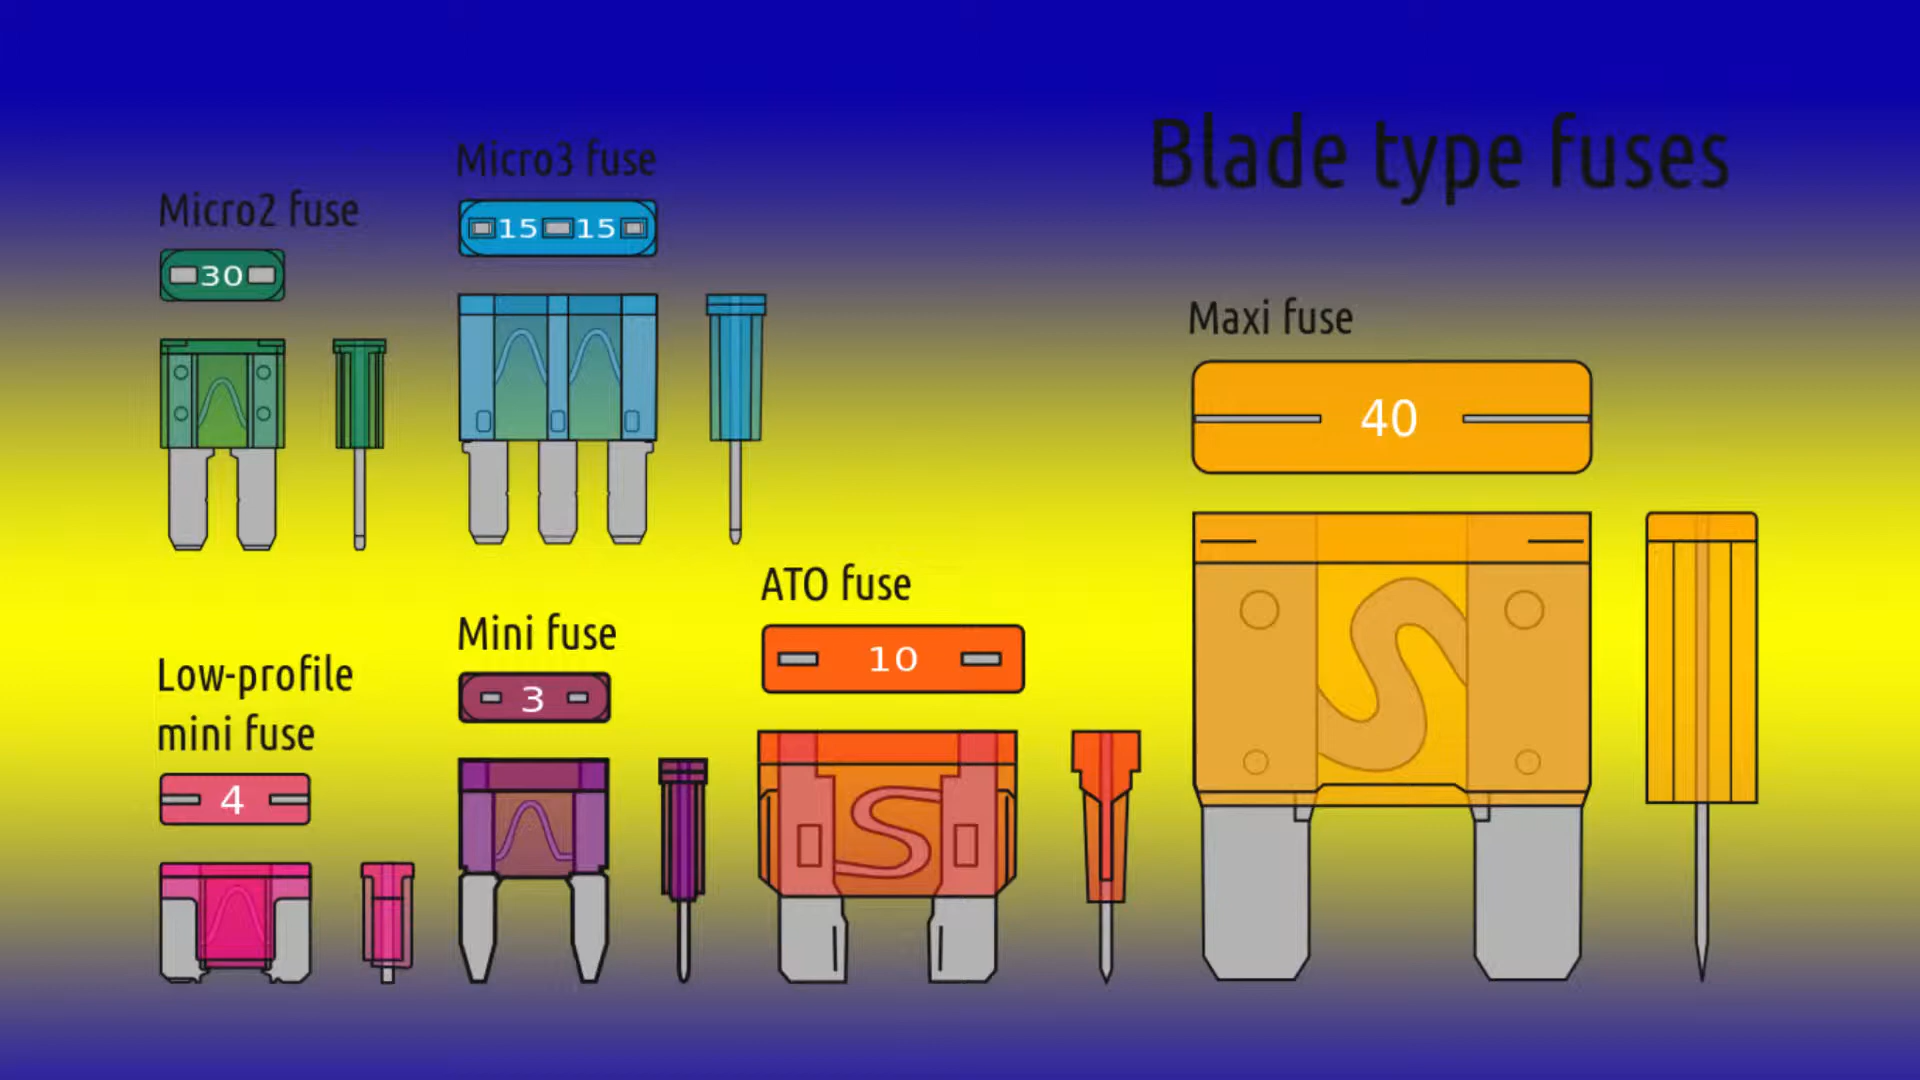 Blade type fuses
Micro2 fuse
30
Micro3 fuse
15 15
Maxi fuse
40
Low-profile
mini fuse
4
Mini fuse
3
ATO fuse
10